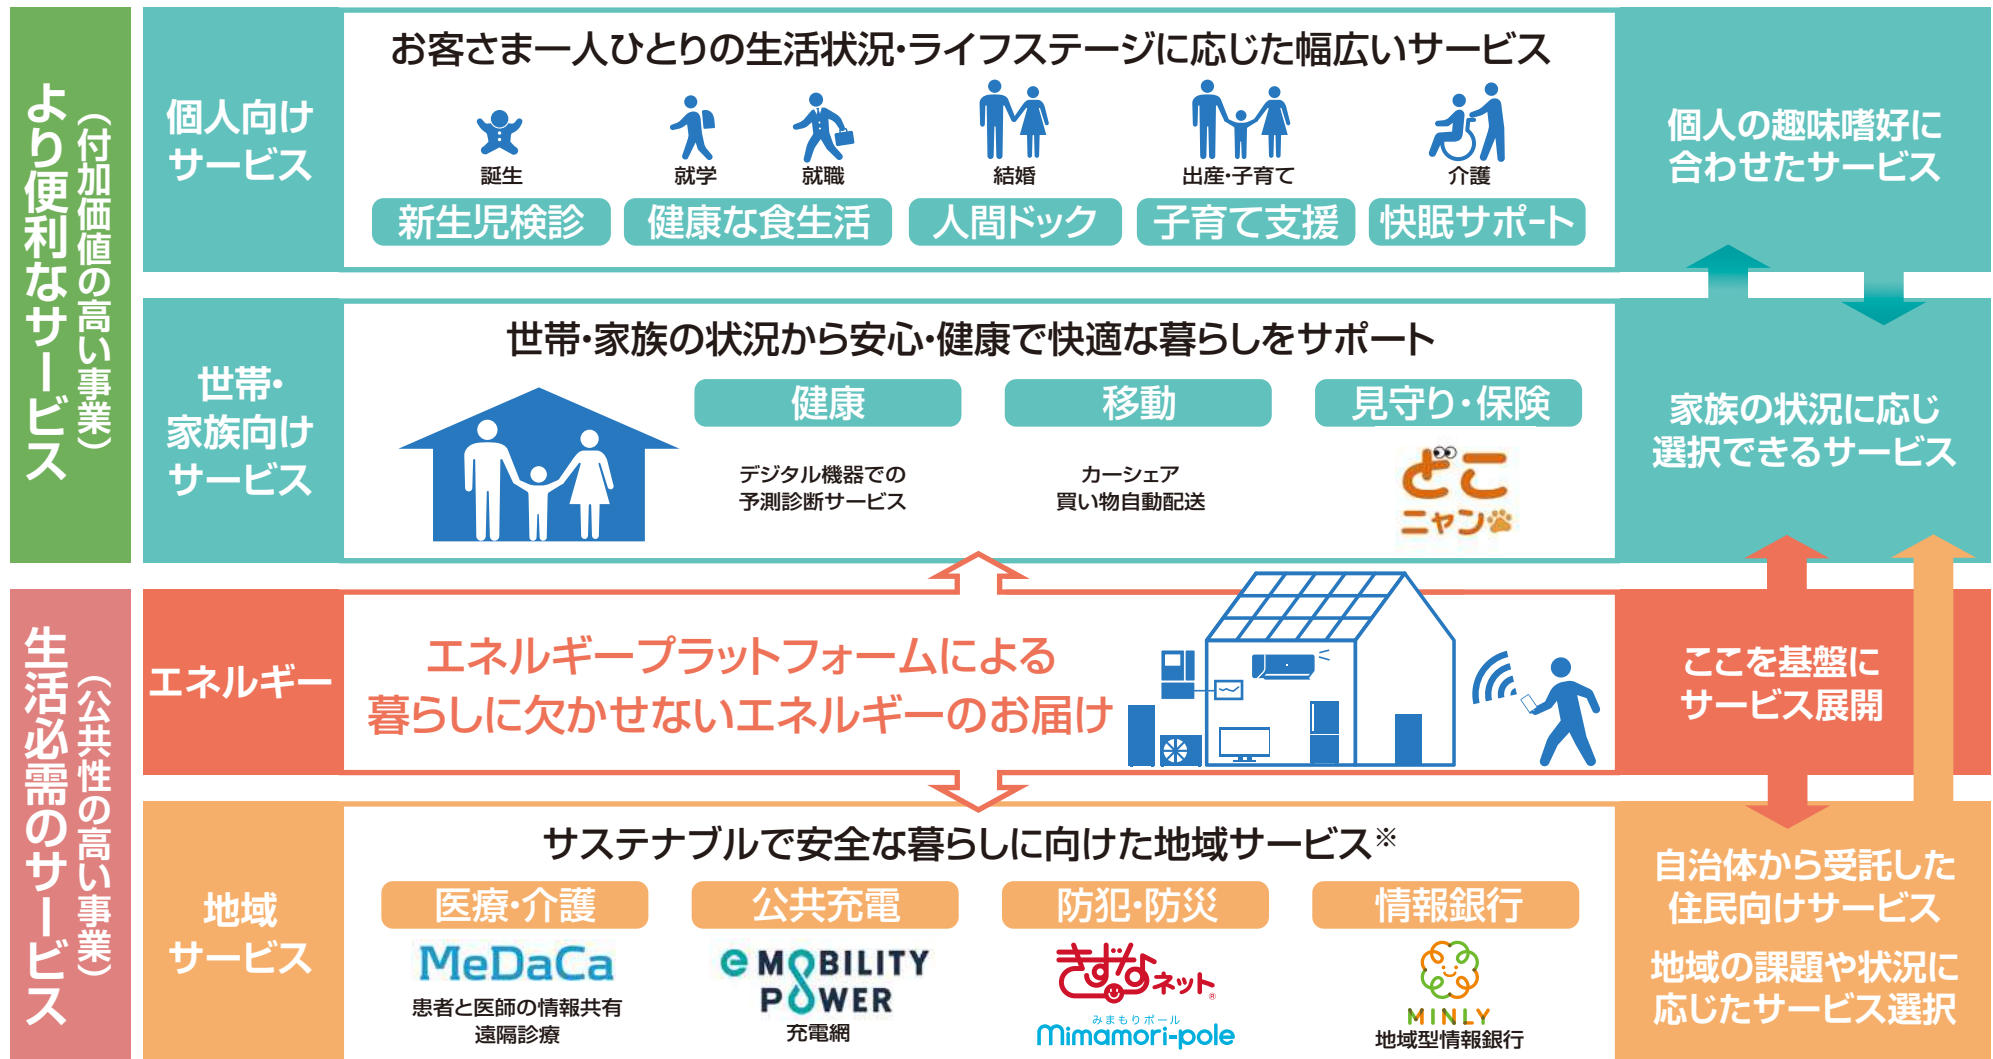 より便利なサービス
（付加価値の高い事業）
個人向け
サービス
お客さま一人ひとりの生活状況・ライフステージに応じた幅広いサービス
誕生
就学
就職
結婚
出産・子育て
介護
新生児検診
健康な食生活
人間ドック
子育て支援
快眠サポート
個人の趣味嗜好に
合わせたサービス
世帯・
家族向け
サービス
世帯・家族の状況から安心・健康で快適な暮らしをサポート
健康
デジタル機器での
予測診断サービス
移動
カーシェア
買い物自動配送
見守り・保険
どこ
ニャン
家族の状況に応じ
選択できるサービス
生活必需のサービス
（公共性の高い事業）
エネルギー
エネルギープラットフォームによる
暮らしに欠かせないエネルギーのお届け
ここを基盤に
サービス展開
地域
サービス
サステナブルで安全な暮らしに向けた地域サービス※
医療・介護
MeDaCa
患者と医師の情報共有
遠隔診療
公共充電
e MOBILITY
POWER
充電網
防犯・防災
きずなネット®
みまもりポール
Mimamori-pole
情報銀行
MINLY
地域型情報銀行
自治体から受託した
住民向けサービス
地域の課題や状況に
応じたサービス選択